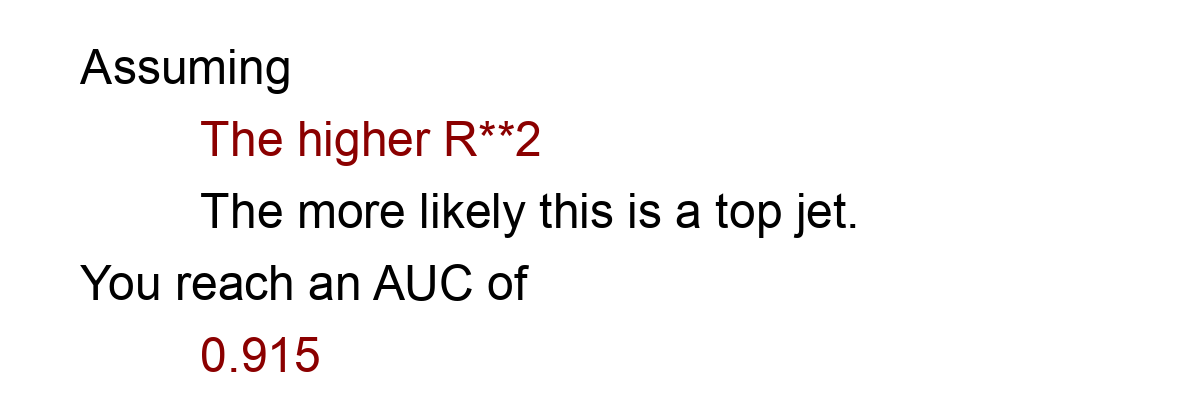 Assuming
The higher R**2
The more likely this is a top jet.
You reach an AUC of
0.915